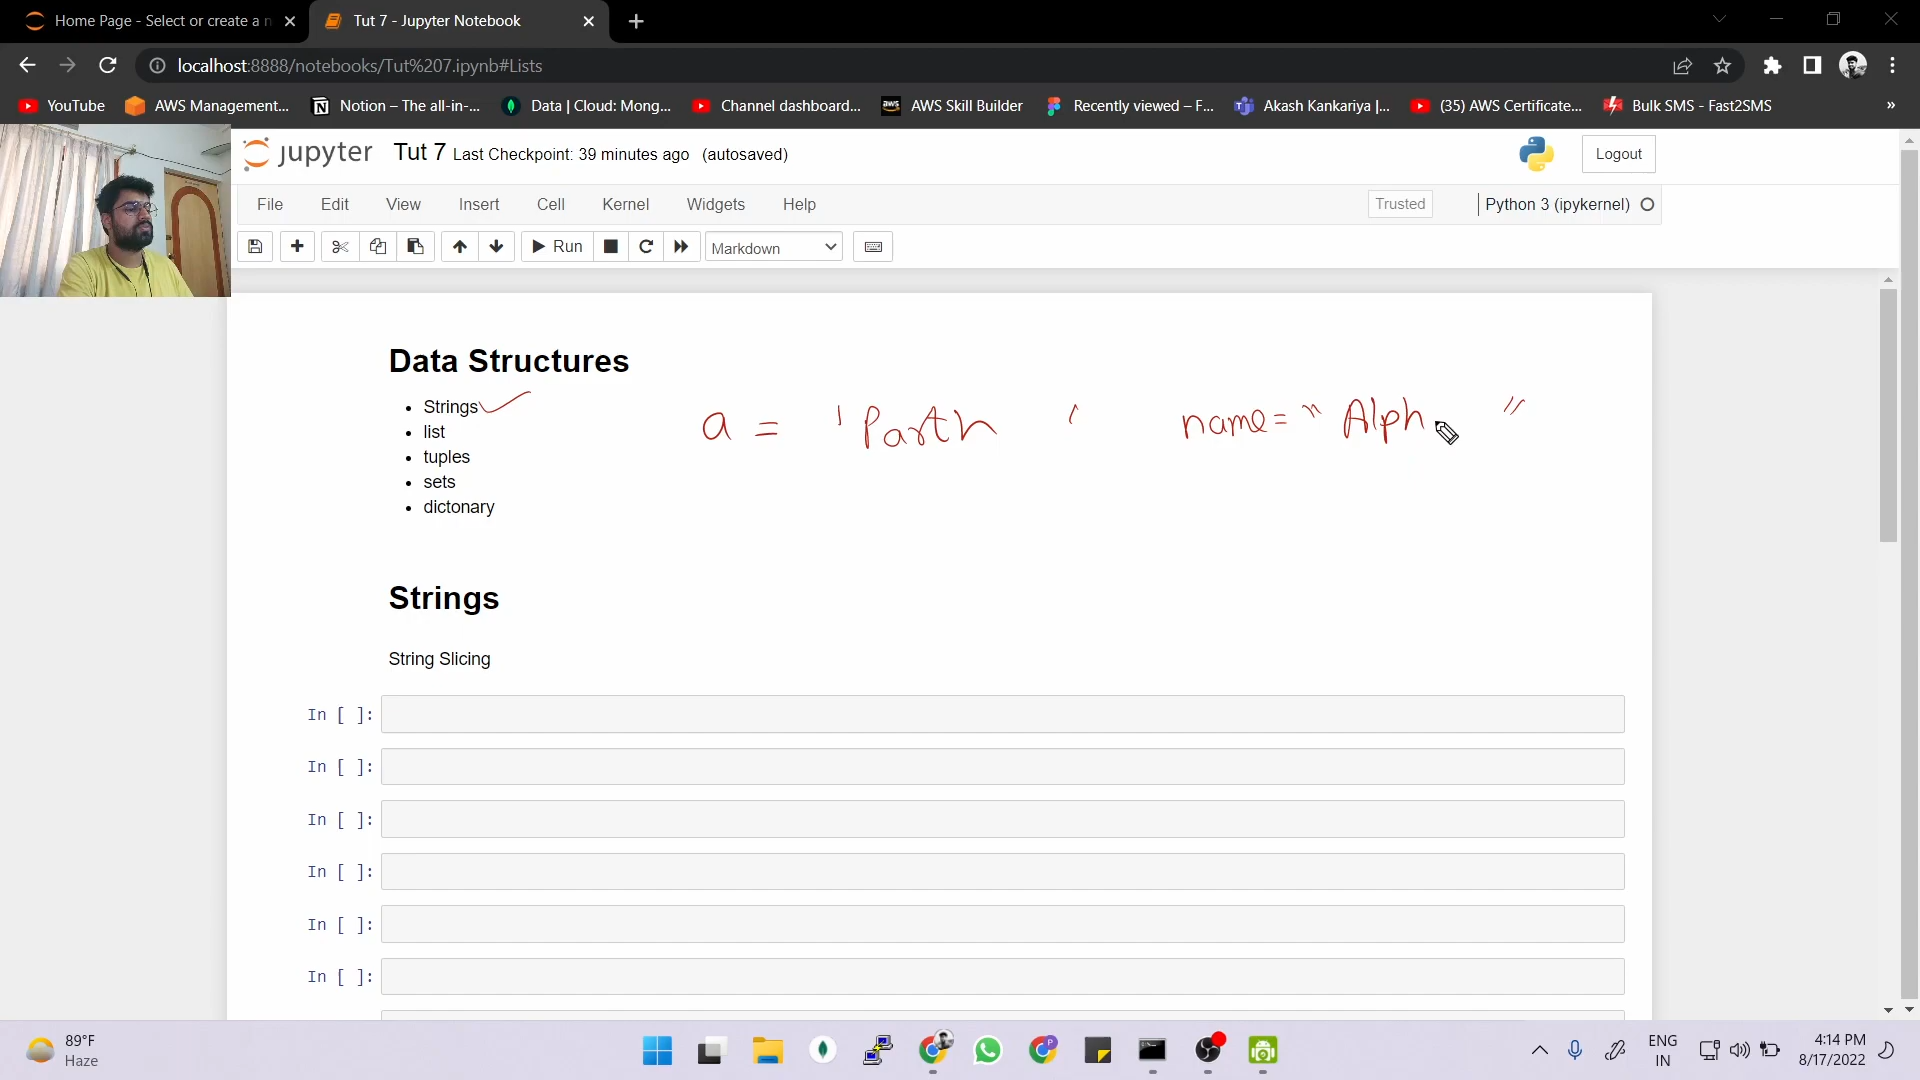 Home Page - Select or create a n
Tut 7 - Jupyter Notebook
localhost:8888/notebooks/Tut%207.ipynb#Lists
YouTube AWS Management... Notion – The all-in-... Data | Cloud: Mong... Channel dashboard... aws AWS Skill Builder Recently viewed – F... Akash Kankariya |... (35) AWS Certificate... Bulk SMS - Fast2SMS »
jupyter Tut 7 Last Checkpoint: 39 minutes ago (autosaved) Logout
File Edit View Insert Cell Kernel Widgets Help Trusted Python 3 (ipykernel)
Run Markdown
Data Structures
• Strings
• list
• tuples
• sets
• dictonary
a = 'Parth ' name = " Alph "
Strings
String Slicing
In [ ]:
In [ ]:
In [ ]:
In [ ]:
In [ ]:
In [ ]:
89°F
Haze
ENG
IN
4:14 PM
8/17/2022